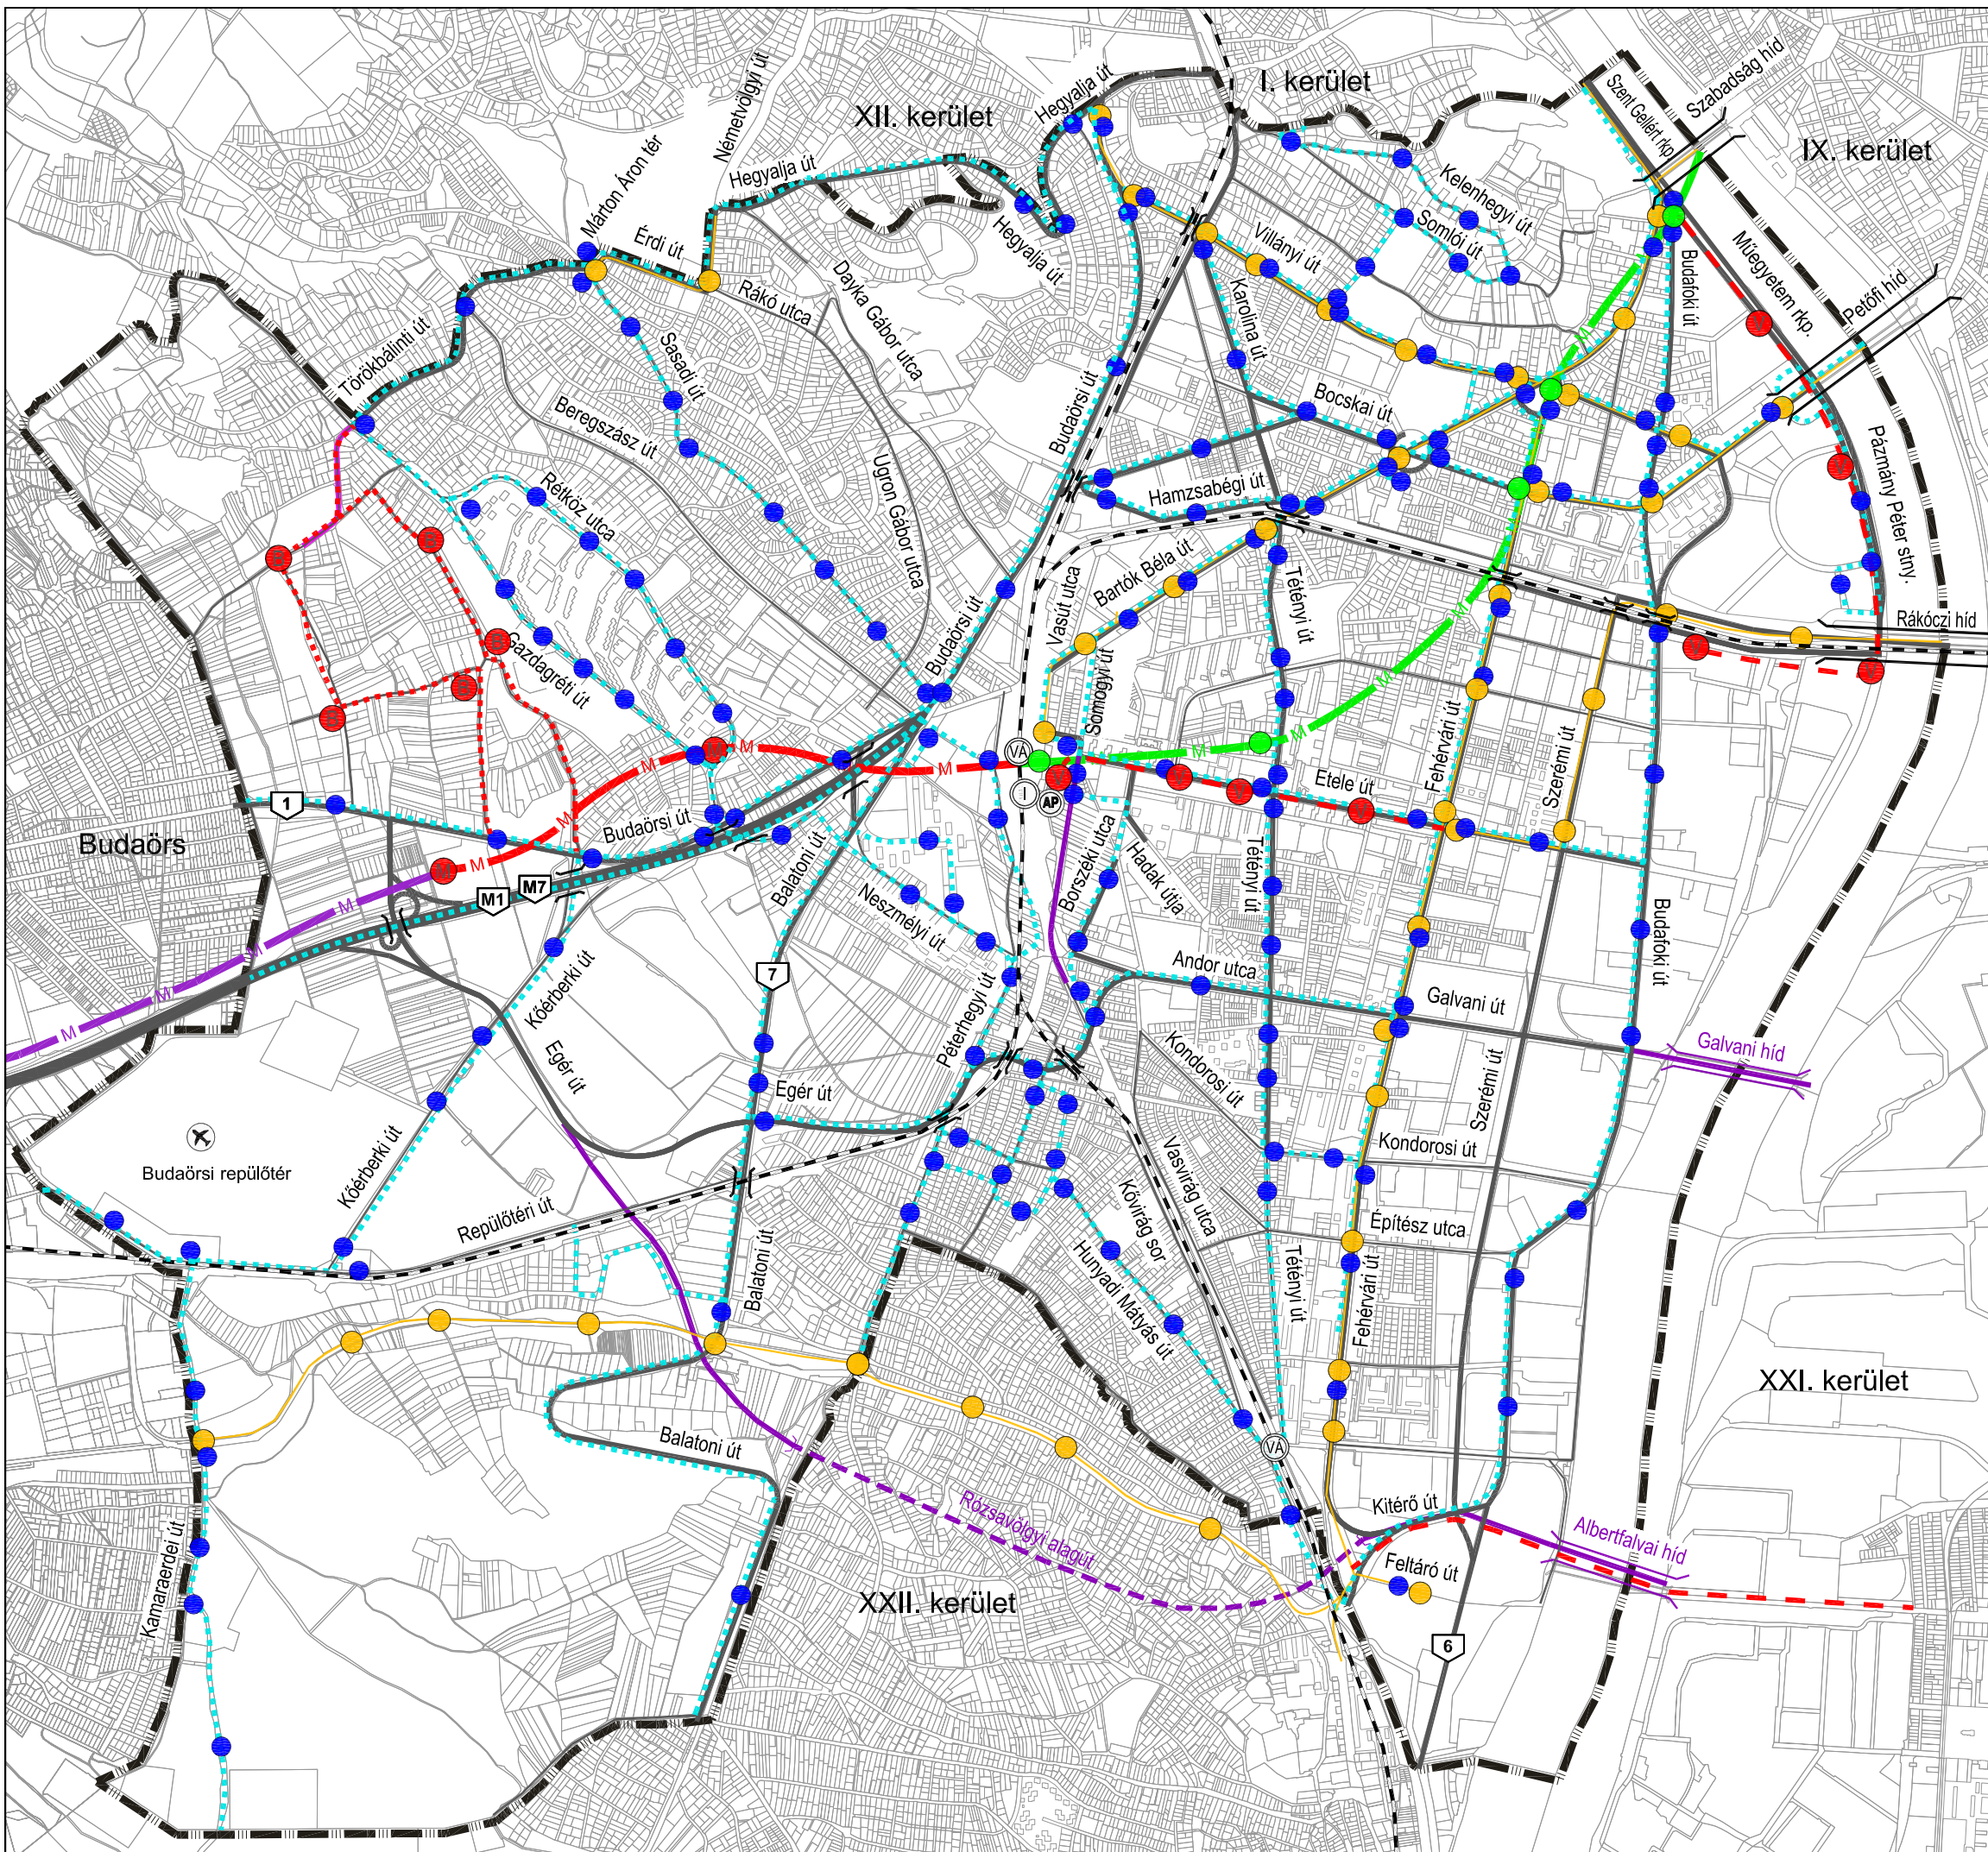 I. kerület
XII. kerület
IX. kerület
Hegyalja út
Szent Gellért rkp.
Szabadság híd
Németvölgyi út
Márton Áron tér
Hegyalja út
Kelenhegyi út
Érdi út
Hegyalja út
Villányi út
Somlói út
Budafoki út
Műegyetem rkp.
Petőfi híd
Rákó utca
Dayka Gábor utca
Karolina út
Törökbálinti út
Sasadi út
Beregszász út
Budaörsi út
Bocskai út
V
V
Rétköz utca
Ugron Gábor utca
Hamzsabégi út
Pázmány Péter stny.
B
B
Bartók Béla út
Vasút utca
Tétényi út
M
M
Rákóczi híd
B
Gazdagréti út
Budaörsi út
Somogyi út
V
V
B
B
M
Fehérvári út
Szerémi út
M
M
M
M
VÁ
M
M
I
AP
V
V
V
V
Etele út
1
Budaörsi út
M
Budaörs
M
M
Balatoni út
Borszéki utca
Hadak útja
Tétényi út
M1
M7
M
Neszmélyi út
Budafoki út
M
M
M
7
Andor utca
Kőérberki út
Péterhegyi út
Galvani út
Galvani híd
Egér út
Kondorosi út
Szerémi út
Egér út
Kőérberki út
Budaörsi repülőtér
Kondorosi út
Vasvirág utca
Kővirág sor
Repülőtéri út
Építész utca
Hunyadi Mátyás út
Tétényi út
Fehérvári út
Balatoni út
XXI. kerület
Balatoni út
VÁ
Rózsavölgyi alagút
Kitérő út
Albertfalvai híd
Kamaraerdei út
Feltáró út
XXII. kerület
6